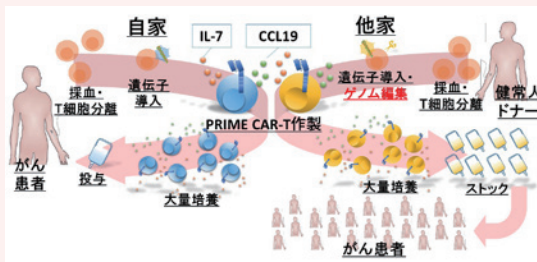 自家
他家
IL-7
CCL19
採血・
T細胞分離
遺伝子
導入
遺伝子導入・
ゲノム編集
採血・
T細胞分離
健常人
ドナー
PRIME CAR-T作製
がん
患者
投与
大量培養
大量培養
ストック
がん患者